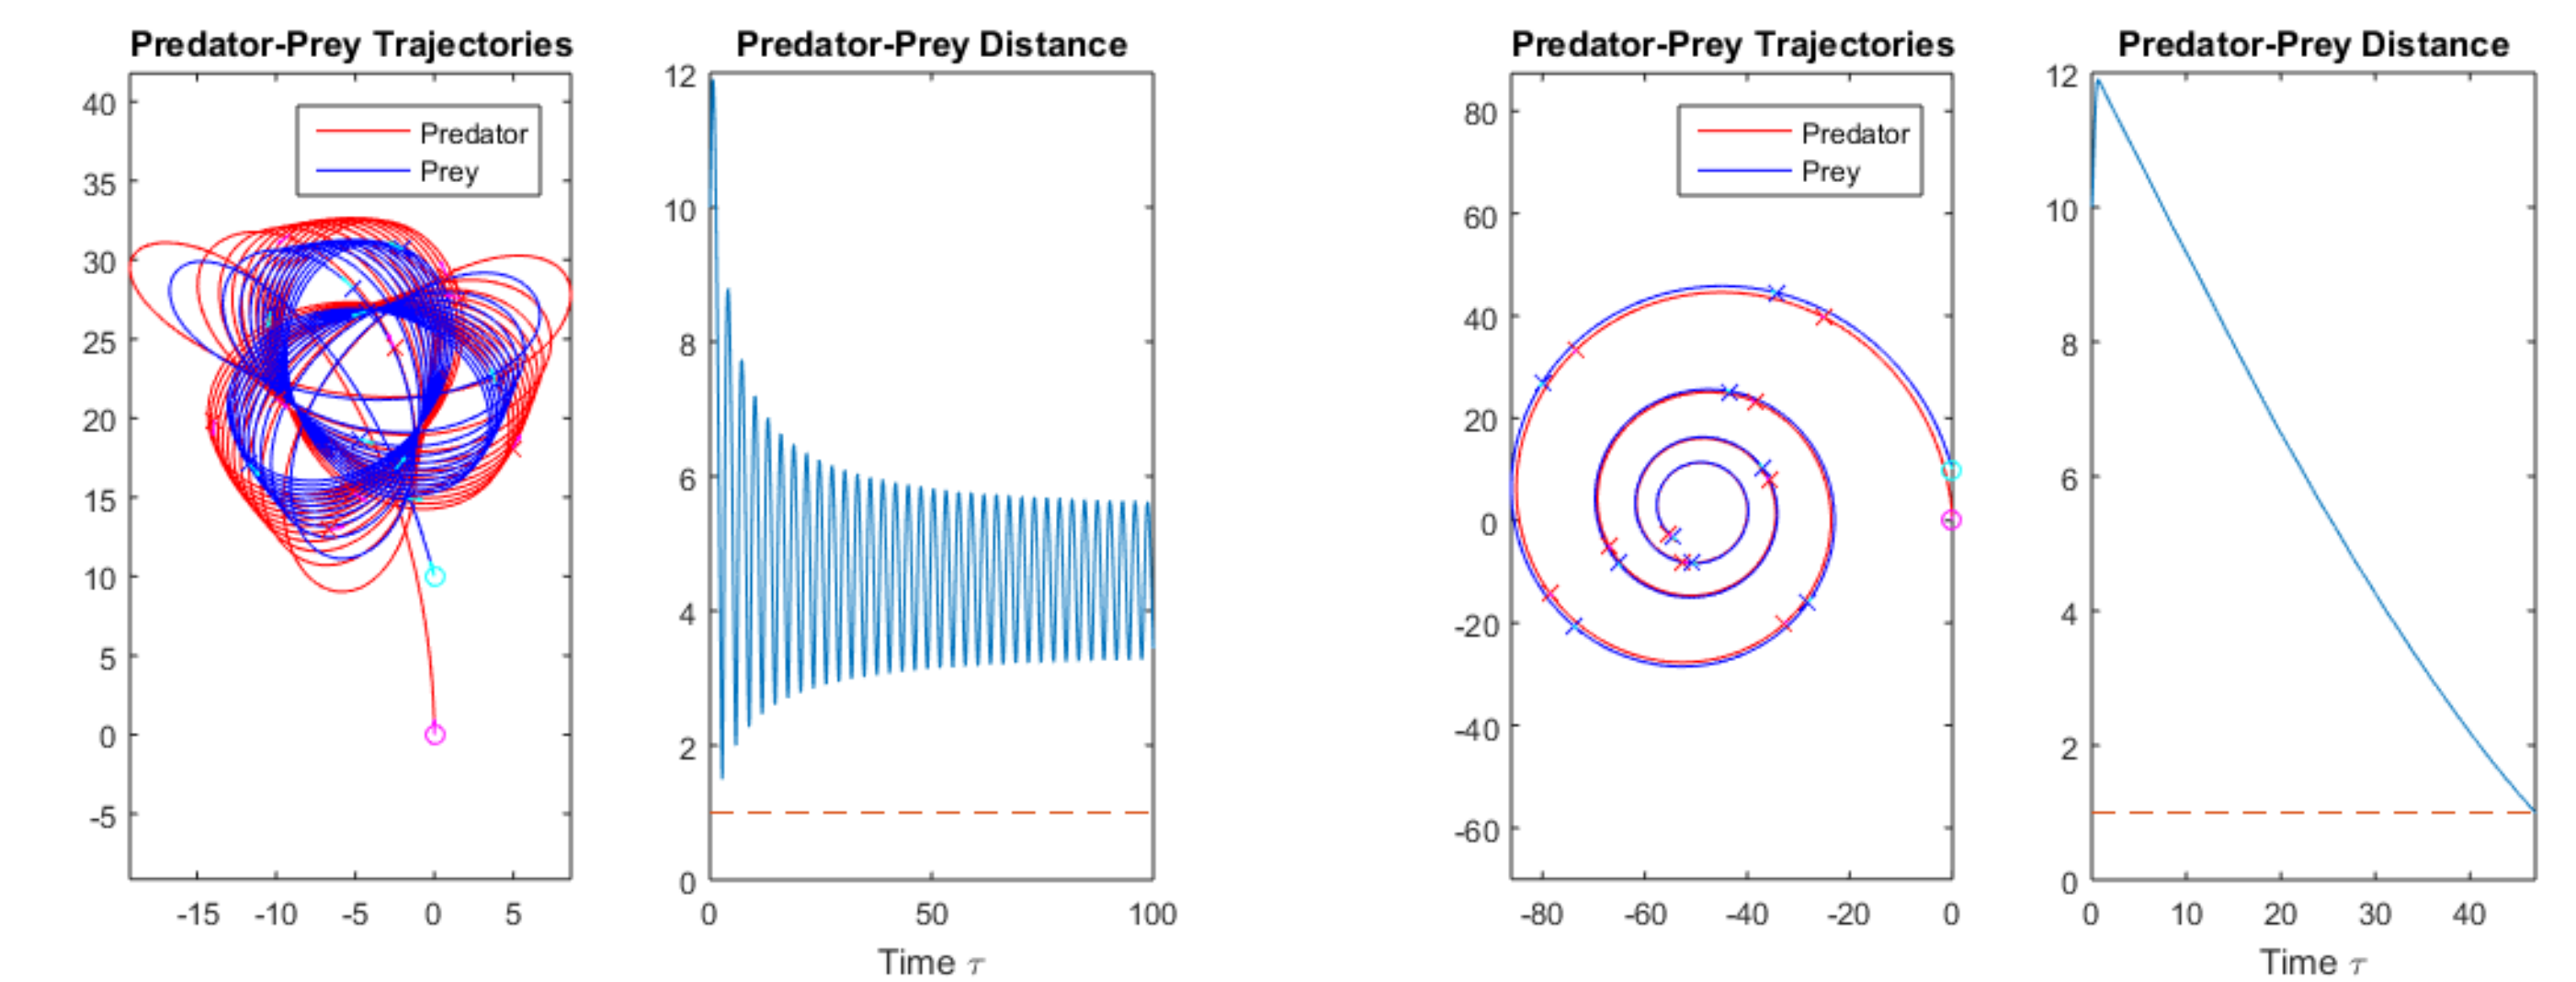 Predator-Prey Trajectories
40
35
30
25
20
15
10
5
0
-5
-15 -10 -5 0 5
Predator
Prey
Predator-Prey Distance
12
10
8
6
4
2
0
0 50 100
Time τ
Predator-Prey Trajectories
80
60
40
20
0
-20
-40
-60
-80 -60 -40 -20 0
Predator
Prey
Predator-Prey Distance
12
10
8
6
4
2
0
0 10 20 30 40
Time τ